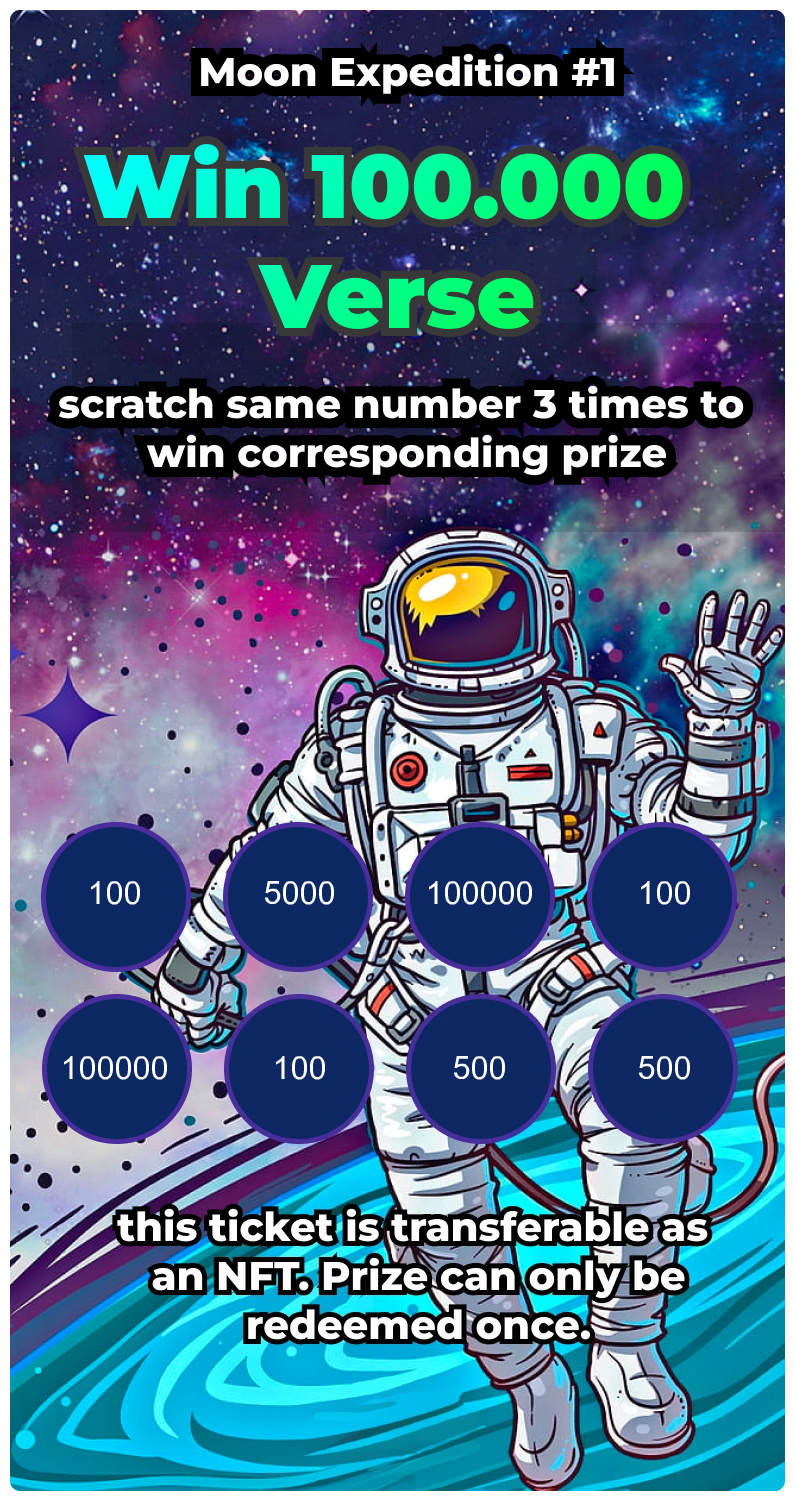 Moon Expedition #1
Win 100.000
Verse
scratch same number 3 times to
win corresponding prize
100 5000 100000 100
100000 100 500 500
this ticket is transferable as
an NFT. Prize can only be
redeemed once.